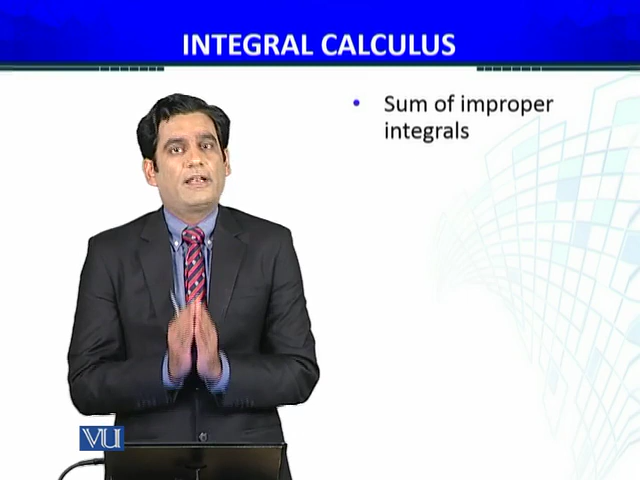 INTEGRAL CALCULUS
• Sum of improper
integrals
VU